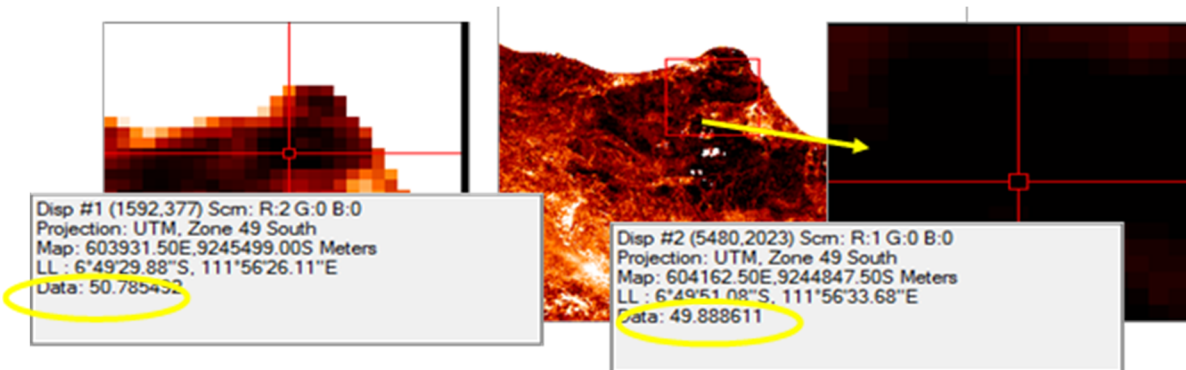 Disp #1 (1592,377) Scrn: R:2 G:0 B:0
Projection: UTM, Zone 49 South
Map: 603931.50E,9245499.00S Meters
LL : 6°49'29.88"S, 111°56'26.11"E
Data: 50.785492
Disp #2 (5480,2023) Scrn: R:1 G:0 B:0
Projection: UTM, Zone 49 South
Map: 604162.50E,9244847.50S Meters
LL : 6°49'51.08"S, 111°56'33.68"E
Data: 49.888611